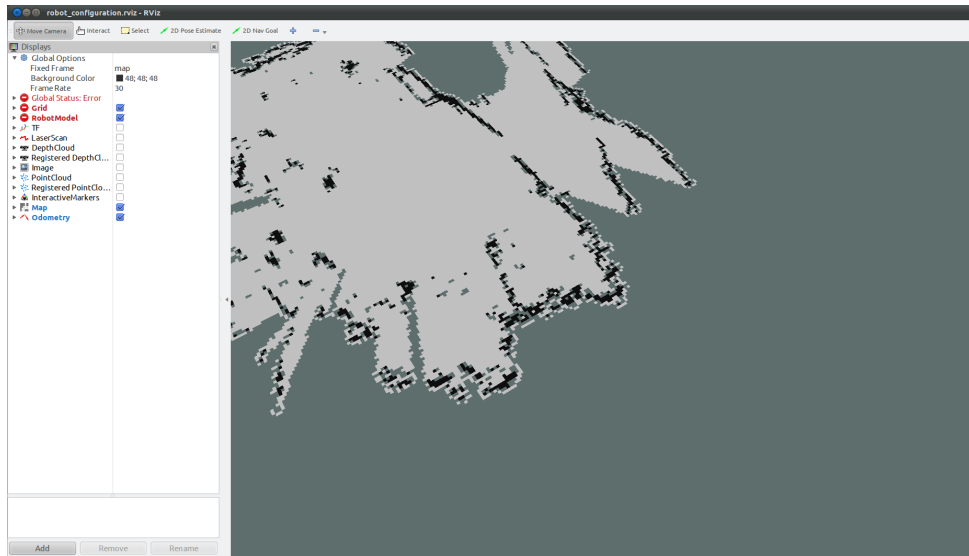 robot_configuration.rviz - RViz
Move Camera Interact Select 2D Pose Estimate 2D Nav Goal
Displays
Global Options
Fixed Frame map
Background Color 48; 48; 48
Frame Rate 30
Global Status: Error
Grid
RobotModel
TF
LaserScan
DepthCloud
Registered DepthCl...
Image
PointCloud
Registered PointClo...
InteractiveMarkers
Map
Odometry
Add Remove Rename